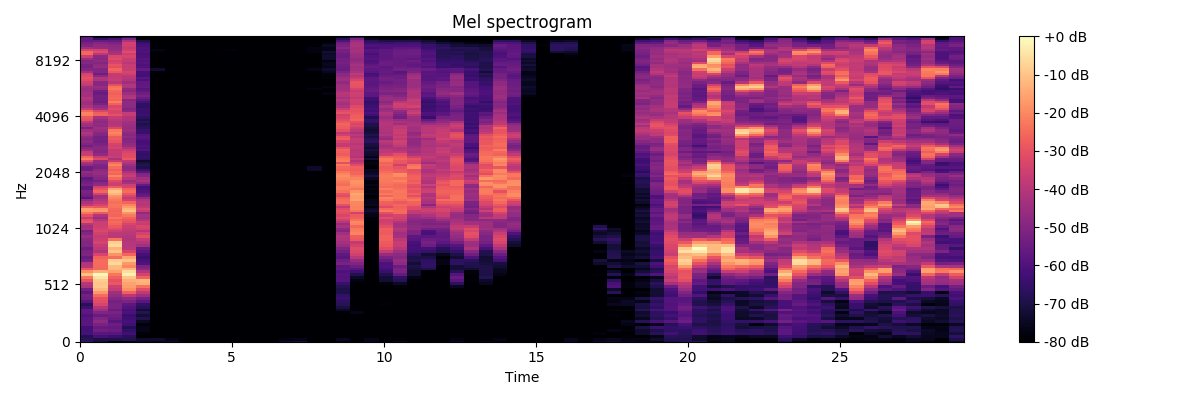 Mel spectrogram
Hz
8192
4096
2048
1024
512
0
0 5 10 15 20 25
Time
+0 dB
-10 dB
-20 dB
-30 dB
-40 dB
-50 dB
-60 dB
-70 dB
-80 dB